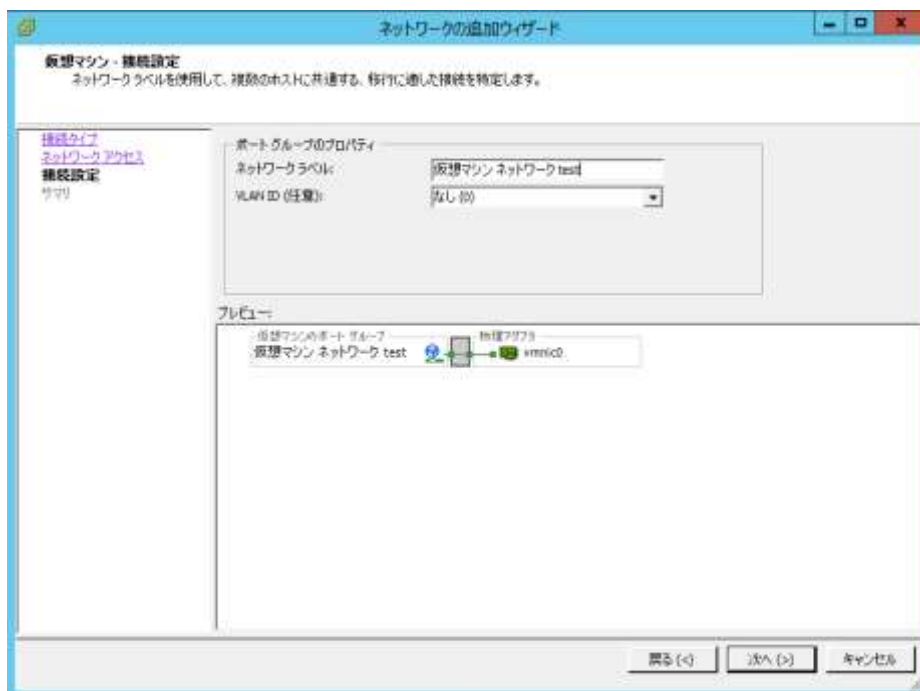 ネットワークの追加ウィザード
仮想マシン - 接続設定
ネットワーク ラベルを使用して、複数のホストに共通する、移行に適した接続を特定します。
接続タイプ
ネットワーク アクセス
接続設定
サマリ
ポート グループのプロパティ
ネットワーク ラベル:
仮想マシン ネットワーク test
VLAN ID (任意):
なし (0)
プレビュー:
仮想マシンのポート グループ
物理アダプタ
仮想マシン ネットワーク test
vmnic0
戻る (<)
次へ (>)
キャンセル